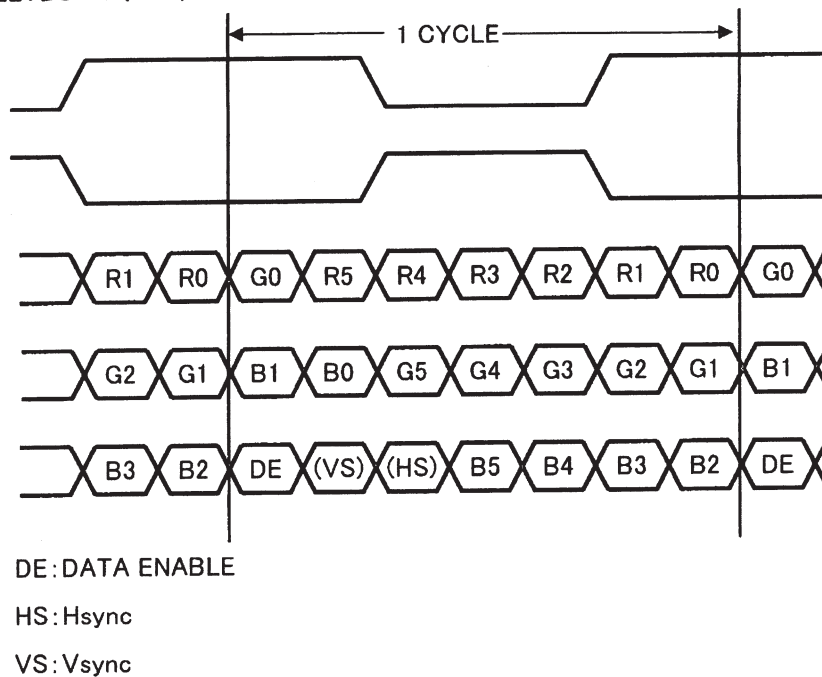 1 CYCLE
R1 R0 G0 R5 R4 R3 R2 R1 R0 G0
G2 G1 B1 B0 G5 G4 G3 G2 G1 B1
B3 B2 DE (VS) (HS) B5 B4 B3 B2 DE
DE:DATA ENABLE
HS:Hsync
VS:Vsync